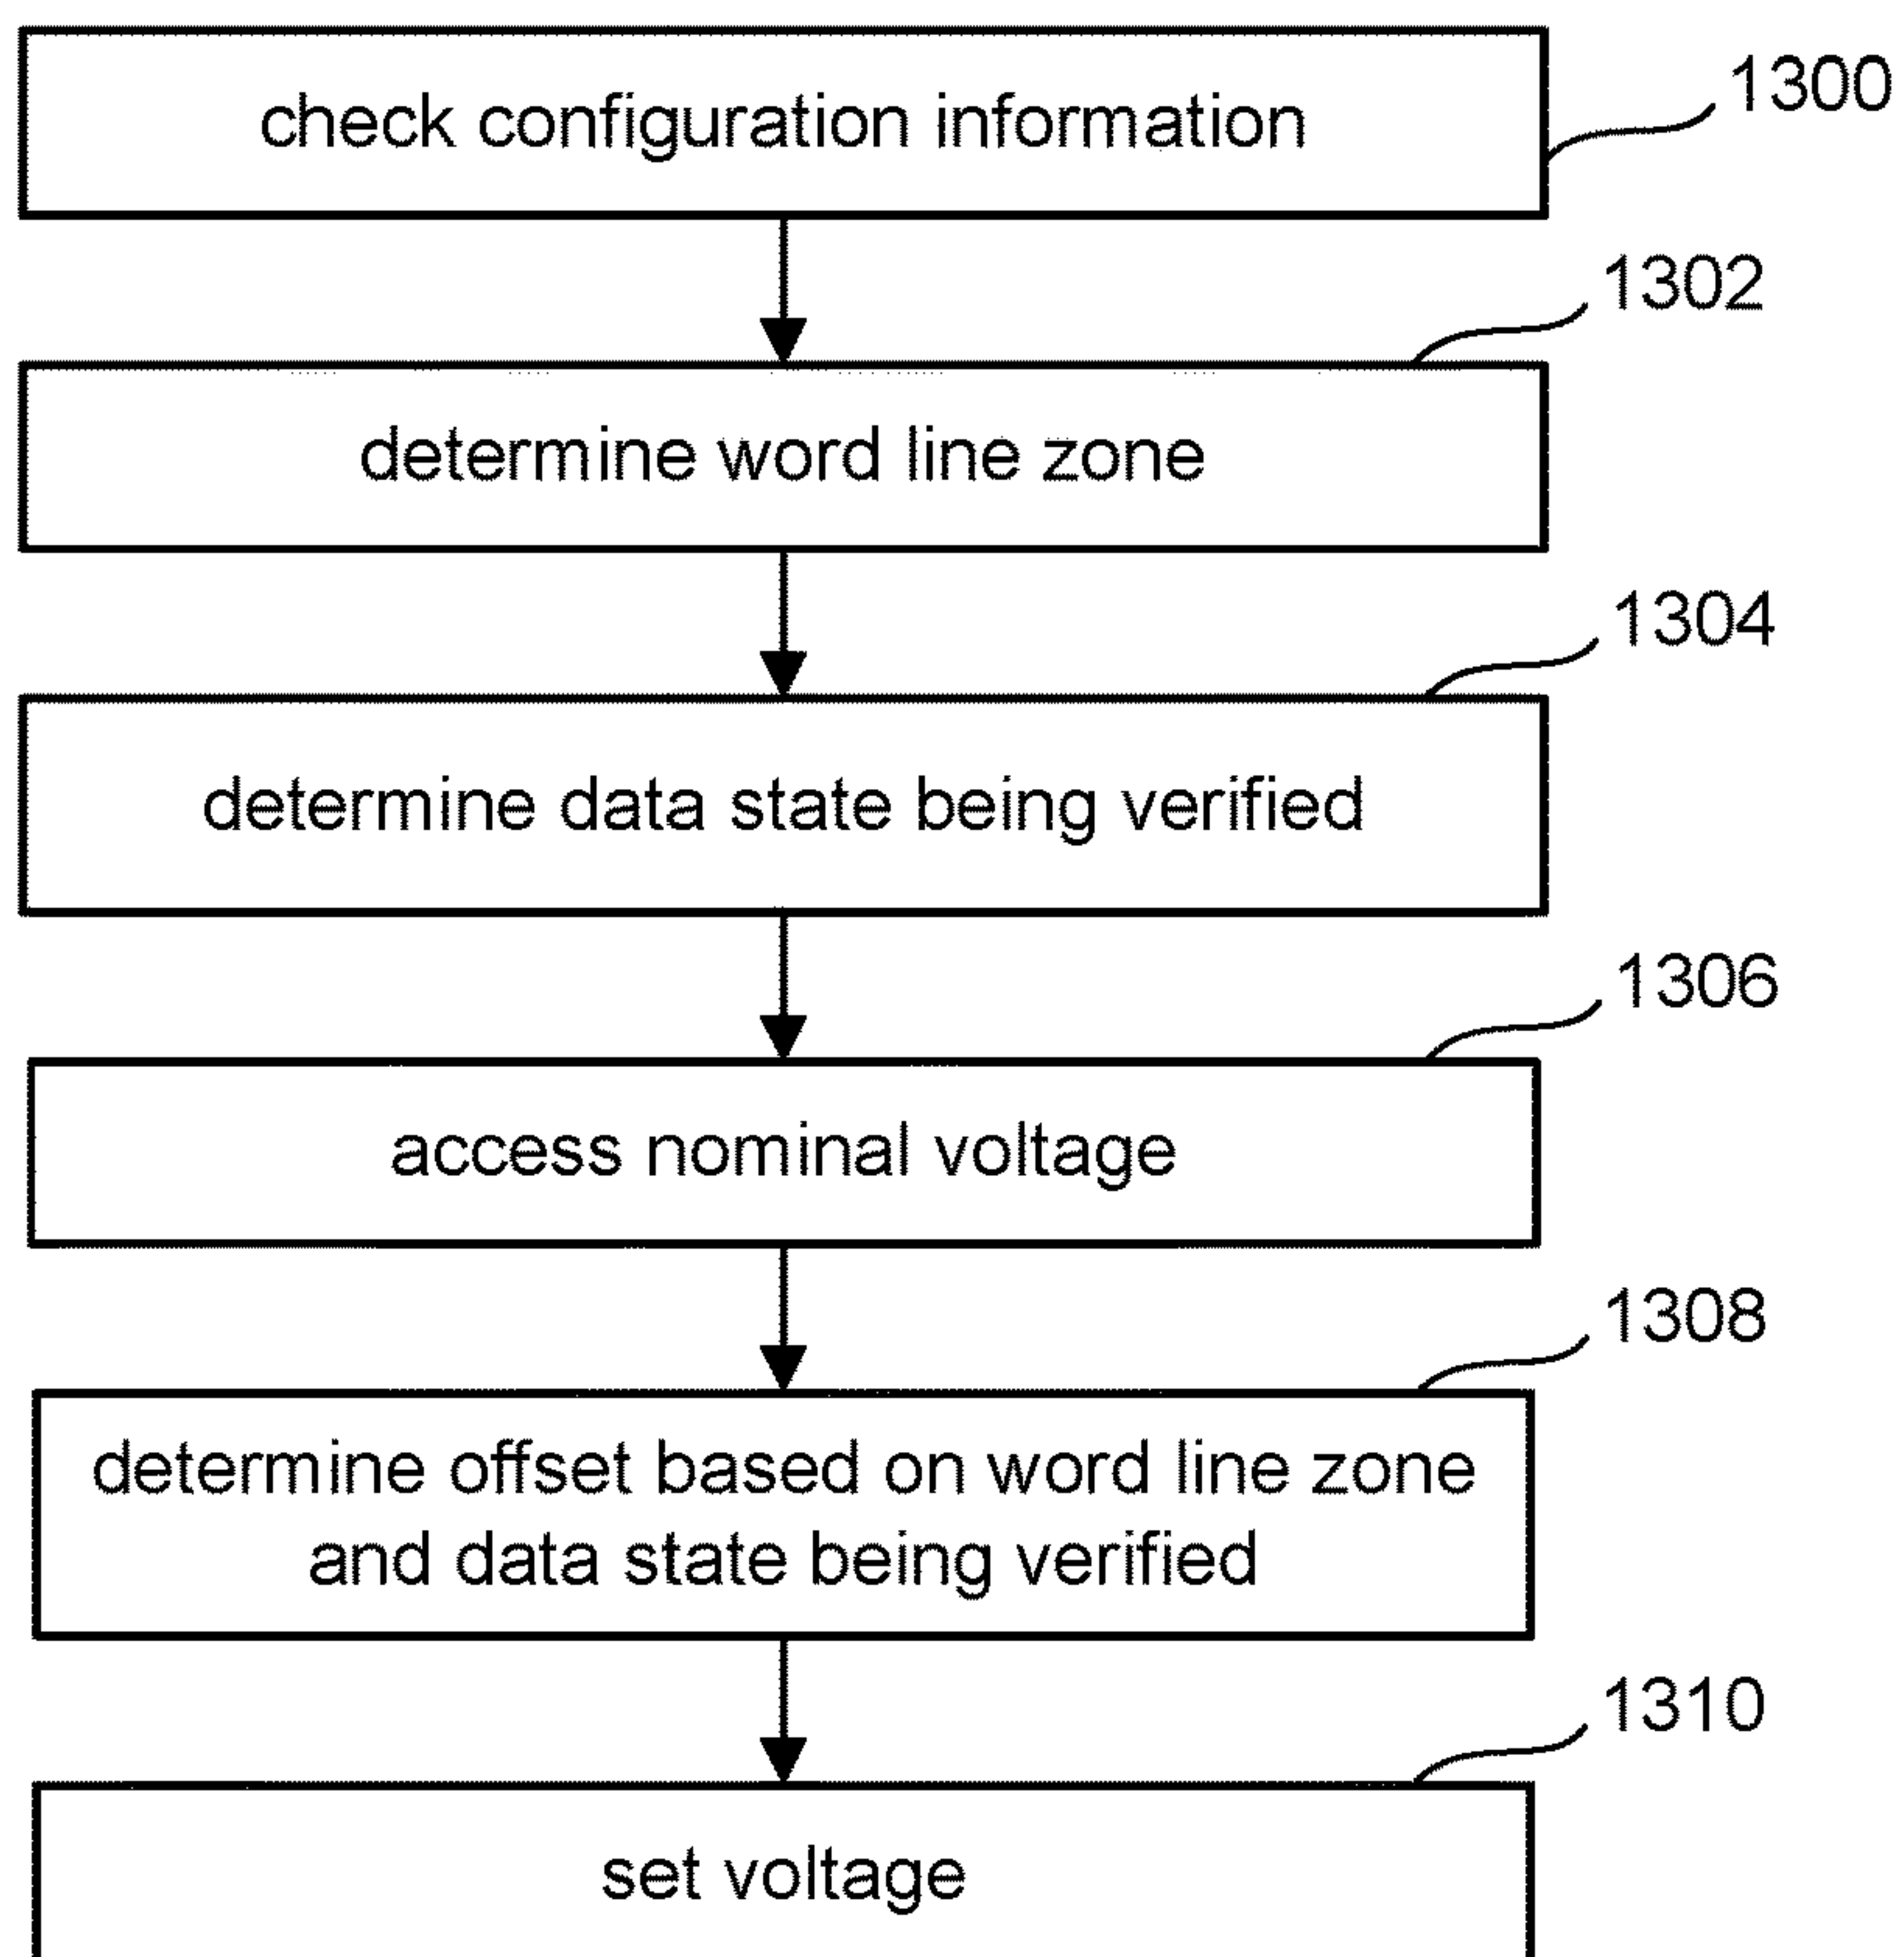 check configuration information
1300
1302
determine word line zone
1304
determine data state being verified
1306
access nominal voltage
1308
determine offset based on word line zone
and data state being verified
1310
set voltage